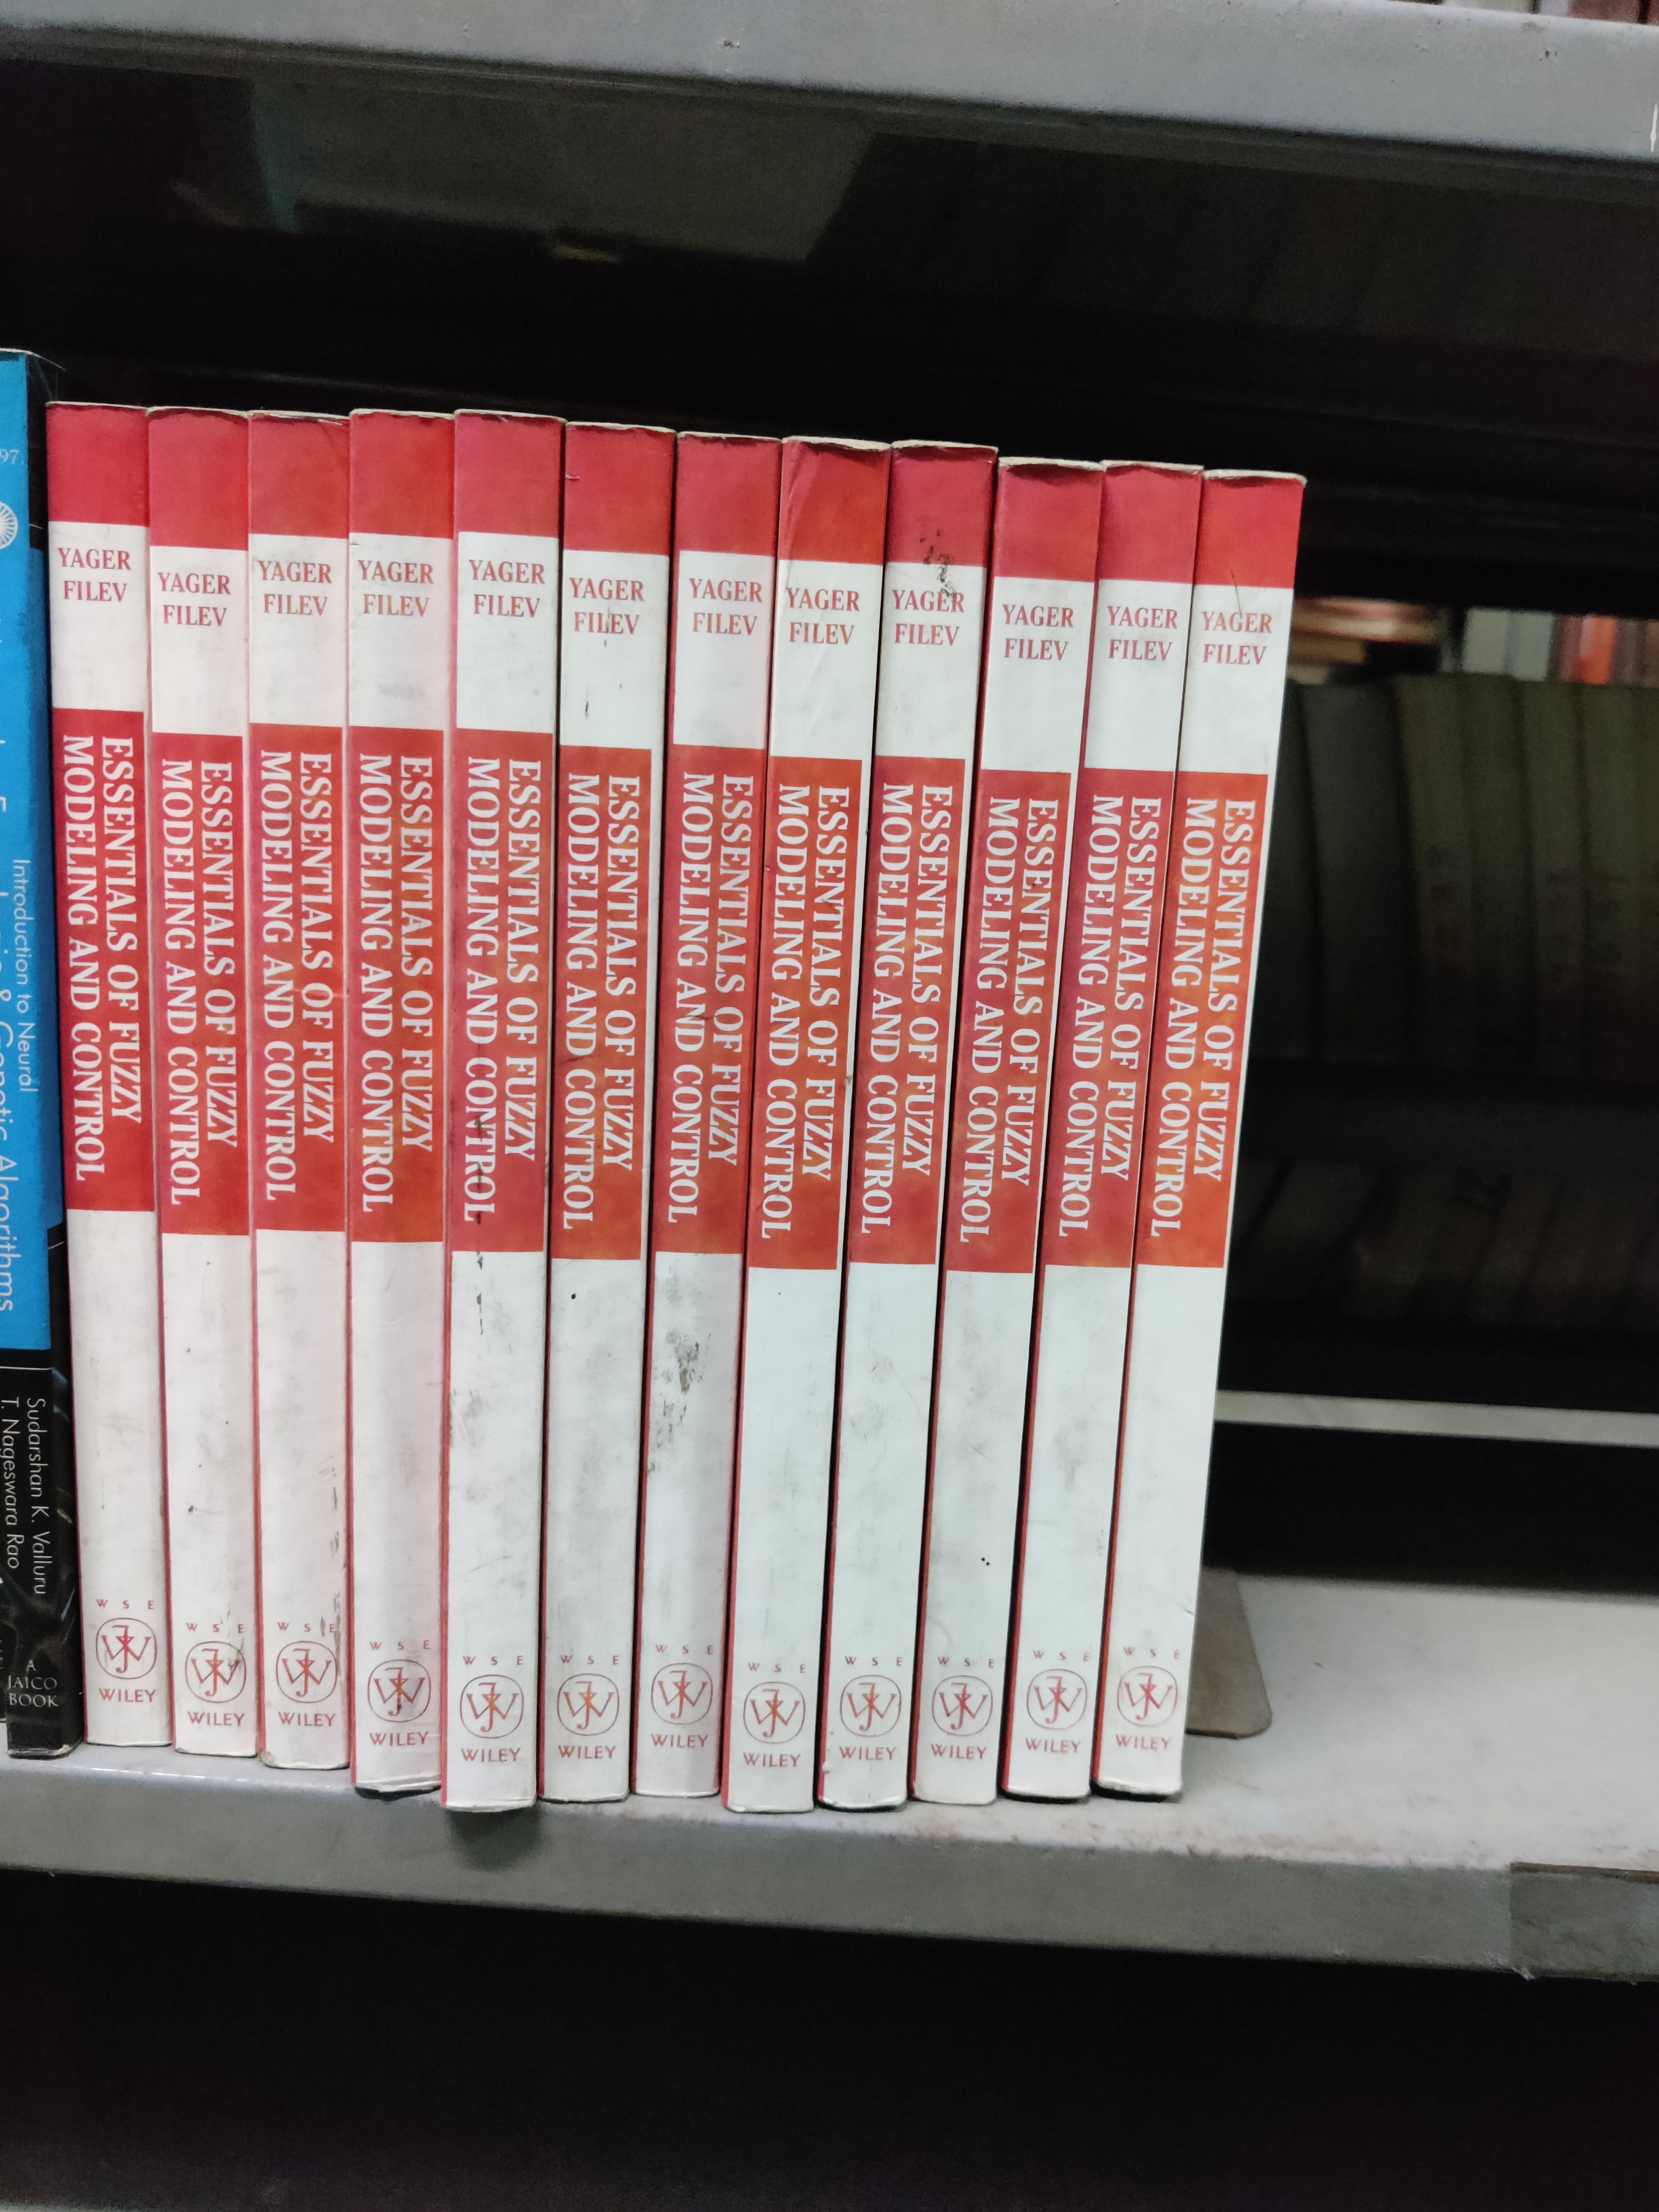 97
Introduction to Neural
& Genetic Algorithms
Sudarshan K. Valluru
T. Nageswara Rao
A
JAICO
BOOK
YAGER
FILEV
ESSENTIALS OF FUZZY
MODELING AND CONTROL
W S E
WILEY
YAGER
FILEV
ESSENTIALS OF FUZZY
MODELING AND CONTROL
W S E
WILEY
YAGER
FILEV
ESSENTIALS OF FUZZY
MODELING AND CONTROL
W S E
WILEY
YAGER
FILEV
ESSENTIALS OF FUZZY
MODELING AND CONTROL
W S E
WILEY
YAGER
FILEV
ESSENTIALS OF FUZZY
MODELING AND CONTROL
W S E
WILEY
YAGER
FILEV
ESSENTIALS OF FUZZY
MODELING AND CONTROL
W S E
WILEY
YAGER
FILEV
ESSENTIALS OF FUZZY
MODELING AND CONTROL
W S E
WILEY
YAGER
FILEV
ESSENTIALS OF FUZZY
MODELING AND CONTROL
W S E
WILEY
YAGER
FILEV
ESSENTIALS OF FUZZY
MODELING AND CONTROL
W S E
WILEY
YAGER
FILEV
ESSENTIALS OF FUZZY
MODELING AND CONTROL
W S E
WILEY
YAGER
FILEV
ESSENTIALS OF FUZZY
MODELING AND CONTROL
W S E
WILEY
YAGER
FILEV
ESSENTIALS OF FUZZY
MODELING AND CONTROL
W S E
WILEY